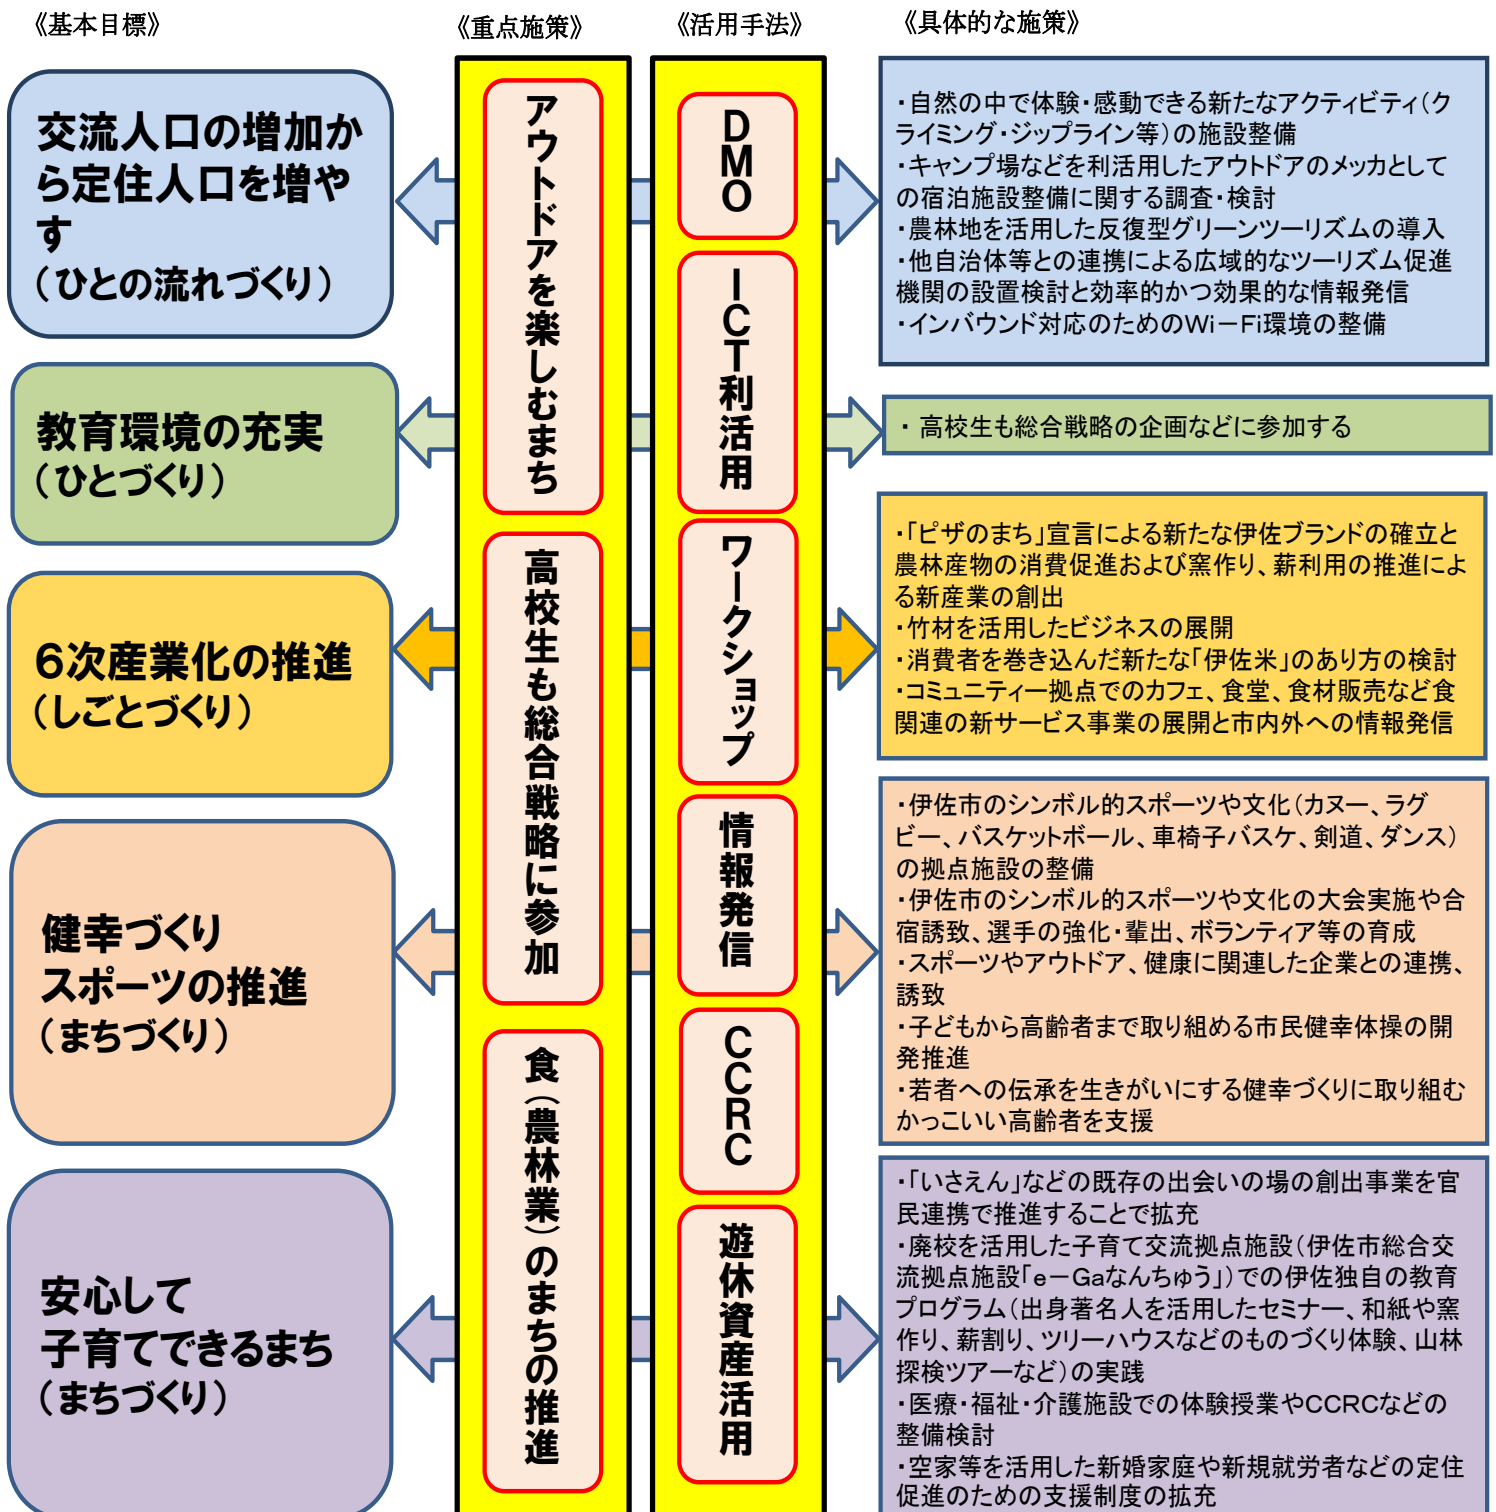 《基本目標》
《重点施策》
《活用手法》
《具体的な施策》
交流人口の増加か
ら定住人口を増や
す
（ひとの流れづくり）
教育環境の充実
（ひとづくり）
６次産業化の推進
（しごとづくり）
健幸づくり
スポーツの推進
（まちづくり）
安心して
子育てできるまち
（まちづくり）
アウトドアを楽しむまち
高校生も総合戦略に参加
食（農林業）のまちの推進
ＤＭＯ
ＩＣＴ利活用
ワークショップ
情報発信
ＣＣＲＣ
遊休資産活用
・自然の中で体験・感動できる新たなアクティビティ（ク
ライミング・ジップライン等）の施設整備
・キャンプ場などを利活用したアウトドアのメッカとして
の宿泊施設整備に関する調査・検討
・農林地を活用した反復型グリーンツーリズムの導入
・他自治体等との連携による広域的なツーリズム促進
機関の設置検討と効率的かつ効果的な情報発信
・インバウンド対応のためのＷｉ－Ｆｉ環境の整備
・ 高校生も総合戦略の企画などに参加する
・「ピザのまち」宣言による新たな伊佐ブランドの確立と
農林産物の消費促進および窯作り、薪利用の推進によ
る新産業の創出
・竹材を活用したビジネスの展開
・消費者を巻き込んだ新たな「伊佐米」のあり方の検討
・コミュニティー拠点でのカフェ、食堂、食材販売など食
関連の新サービス事業の展開と市内外への情報発信
・伊佐市のシンボル的スポーツや文化（カヌー、ラグ
ビー、バスケットボール、車椅子バスケ、剣道、ダンス）
の拠点施設の整備
・伊佐市のシンボル的スポーツや文化の大会実施や合
宿誘致、選手の強化・輩出、ボランティア等の育成
・スポーツやアウトドア、健康に関連した企業との連携、
誘致
・子どもから高齢者まで取り組める市民健幸体操の開
発推進
・若者への伝承を生きがいにする健幸づくりに取り組む
かっこいい高齢者を支援
・「いさえん」などの既存の出会いの場の創出事業を官
民連携で推進することで拡充
・廃校を活用した子育て交流拠点施設（伊佐市総合交
流拠点施設「ｅ－Ｇａなんちゅう」）での伊佐独自の教育
プログラム（出身著名人を活用したセミナー、和紙や窯
作り、薪割り、ツリーハウスなどのものづくり体験、山林
探検ツアーなど）の実践
・医療・福祉・介護施設での体験授業やＣＣＲＣなどの
整備検討
・空家等を活用した新婚家庭や新規就労者などの定住
促進のための支援制度の拡充